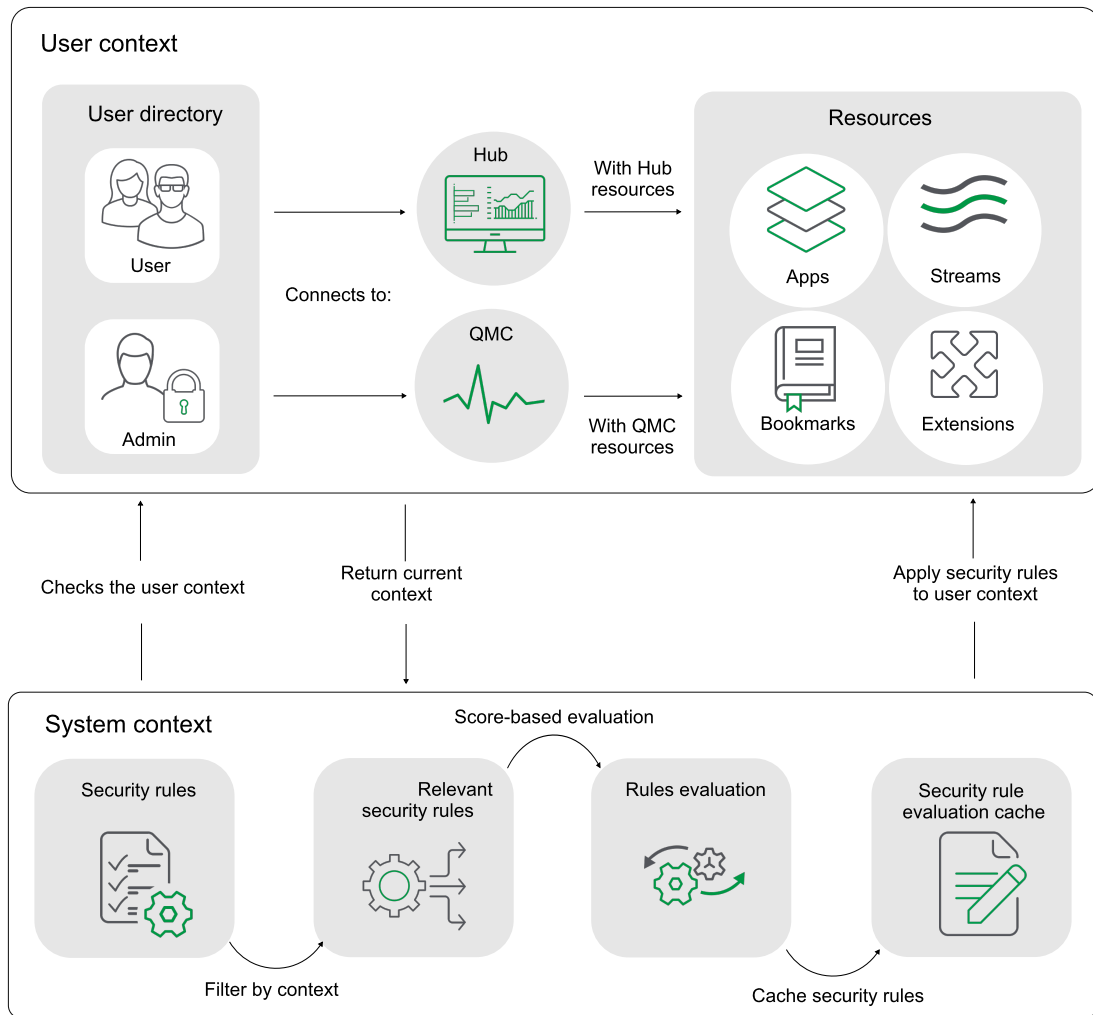 User context
User directory
User
Admin
Connects to:
Hub
QMC
With Hub
resources
With QMC
resources
Resources
Apps
Streams
Bookmarks
Extensions
Checks the user context
Return current
context
Apply security rules
to user context
System context
Score-based evaluation
Security rules
Relevant
security rules
Rules evaluation
Security rule
evaluation cache
Filter by context
Cache security rules